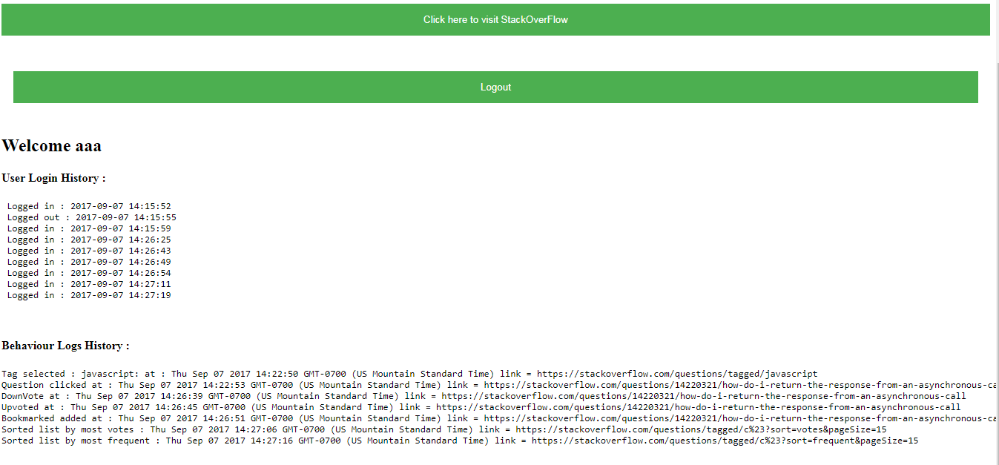 Click here to visit StackOverFlow
Logout
Welcome aaa
User Login History :
Logged in : 2017-09-07 14:15:52
Logged out : 2017-09-07 14:15:55
Logged in : 2017-09-07 14:15:59
Logged in : 2017-09-07 14:26:25
Logged in : 2017-09-07 14:26:43
Logged in : 2017-09-07 14:26:49
Logged in : 2017-09-07 14:26:54
Logged in : 2017-09-07 14:27:11
Logged in : 2017-09-07 14:27:19
Behaviour Logs History :
Tag selected : javascript: at : Thu Sep 07 2017 14:22:50 GMT-0700 (US Mountain Standard Time) link = https://stackoverflow.com/questions/tagged/javascript
Question clicked at : Thu Sep 07 2017 14:22:53 GMT-0700 (US Mountain Standard Time) link = https://stackoverflow.com/questions/14220321/how-do-i-return-the-response-from-an-asynchronous-ca
DownVote at : Thu Sep 07 2017 14:26:39 GMT-0700 (US Mountain Standard Time) link = https://stackoverflow.com/questions/14220321/how-do-i-return-the-response-from-an-asynchronous-call
Upvoted at : Thu Sep 07 2017 14:26:45 GMT-0700 (US Mountain Standard Time) link = https://stackoverflow.com/questions/14220321/how-do-i-return-the-response-from-an-asynchronous-call
Bookmarked added at : Thu Sep 07 2017 14:26:51 GMT-0700 (US Mountain Standard Time) link = https://stackoverflow.com/questions/14220321/how-do-i-return-the-response-from-an-asynchronous-ca
Sorted list by most votes : Thu Sep 07 2017 14:27:06 GMT-0700 (US Mountain Standard Time) link = https://stackoverflow.com/questions/tagged/c%23?sort=votes&pageSize=15
Sorted list by most frequent : Thu Sep 07 2017 14:27:16 GMT-0700 (US Mountain Standard Time) link = https://stackoverflow.com/questions/tagged/c%23?sort=frequent&pageSize=15